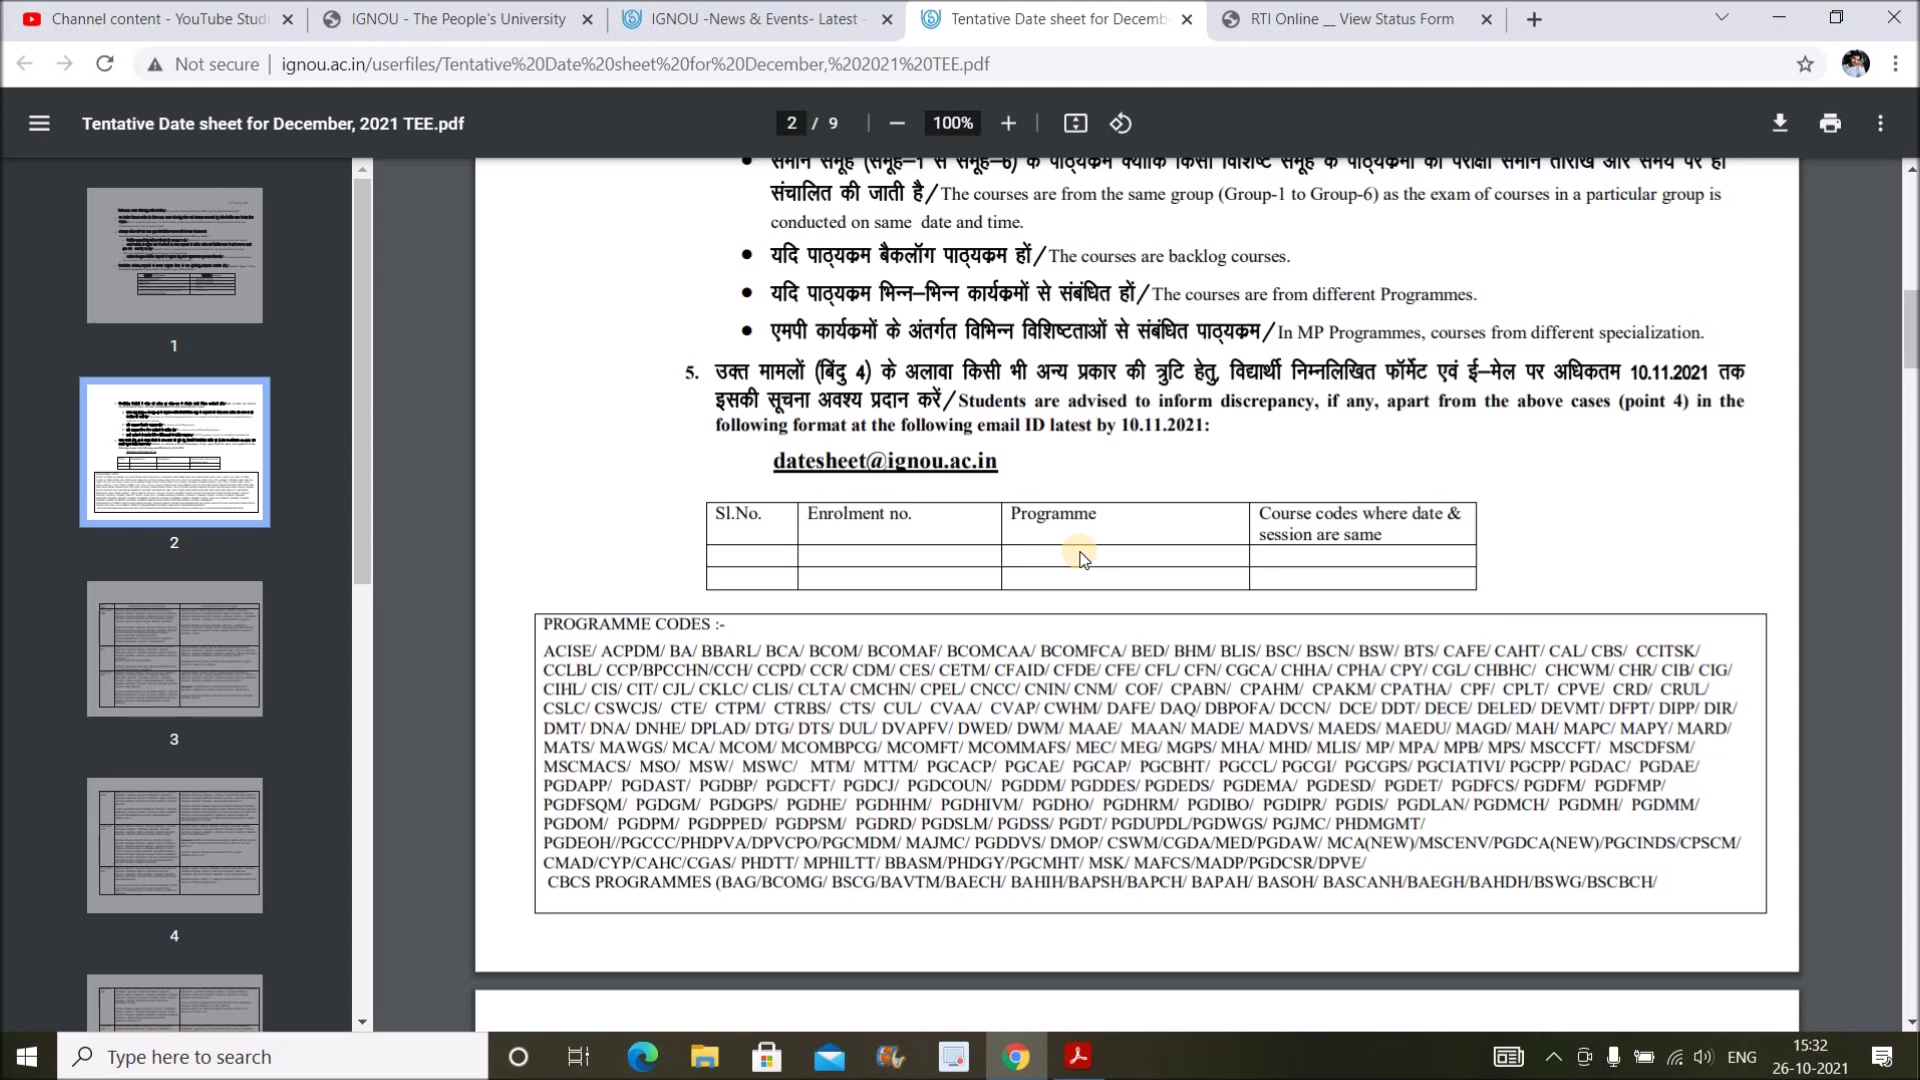 Channel content - YouTube Stud
IGNOU - The People's University
IGNOU -News & Events- Latest -
Tentative Date sheet for Decemb
RTI Online __ View Status Form
Not secure
ignou.ac.in/userfiles/Tentative%20Date%20sheet%20for%20December,%202021%20TEE.pdf
Tentative Date sheet for December, 2021 TEE.pdf
2 / 9
100%
1
2
3
4
समान समूह (समूह–1 से समूह–6) के पाठ्यक्रम क्योंकि किसी विशिष्ट समूह के पाठ्यक्रमों की परीक्षा समान तारीख और समय पर ही
संचालित की जाती है/The courses are from the same group (Group-1 to Group-6) as the exam of courses in a particular group is
conducted on same date and time.
• यदि पाठ्यक्रम बैकलॉग पाठ्यक्रम हों/The courses are backlog courses.
• यदि पाठ्यक्रम भिन्न–भिन्न कार्यक्रमों से संबंधित हों/The courses are from different Programmes.
• एमपी कार्यक्रमों के अंतर्गत विभिन्न विशिष्टताओं से संबंधित पाठ्यक्रम/In MP Programmes, courses from different specialization.
5. उक्त मामलों (बिंदु 4) के अलावा किसी भी अन्य प्रकार की त्रुटि हेतु, विद्यार्थी निम्नलिखित फॉर्मेट एवं ई–मेल पर अधिकतम 10.11.2021 तक
इसकी सूचना अवश्य प्रदान करें/Students are advised to inform discrepancy, if any, apart from the above cases (point 4) in the
following format at the following email ID latest by 10.11.2021:
datesheet@ignou.ac.in
Sl.No.
Enrolment no.
Programme
Course codes where date &
session are same
PROGRAMME CODES :-
ACISE/ ACPDM/ BA/ BBARL/ BCA/ BCOM/ BCOMAF/ BCOMCAA/ BCOMFCA/ BED/ BHM/ BLIS/ BSC/ BSCN/ BSW/ BTS/ CAFE/ CAHT/ CAL/ CBS/ CCITSK/
CCLBL/ CCP/BPCCHN/CCH/ CCPD/ CCR/ CDM/ CES/ CETM/ CFAID/ CFDE/ CFE/ CFL/ CFN/ CGCA/ CHHA/ CPHA/ CPY/ CGL/ CHBHC/ CHCWM/ CHR/ CIB/ CIG/
CIHL/ CIS/ CIT/ CJL/ CKLC/ CLIS/ CLTA/ CMCHN/ CPEL/ CNCC/ CNIN/ CNM/ COF/ CPABN/ CPAHM/ CPAKM/ CPATHA/ CPF/ CPLT/ CPVE/ CRD/ CRUL/
CSLC/ CSWCJS/ CTE/ CTPM/ CTRBS/ CTS/ CUL/ CVAA/ CVAP/ CWHM/ DAFE/ DAQ/ DBPOFA/ DCCN/ DCE/ DDT/ DECE/ DELED/ DEVMT/ DFPT/ DIPP/ DIR/
DMT/ DNA/ DNHE/ DPLAD/ DTG/ DTS/ DUL/ DVAPFV/ DWED/ DWM/ MAAE/ MAAN/ MADE/ MADVS/ MAEDS/ MAEDU/ MAGD/ MAH/ MAPC/ MAPY/ MARD/
MATS/ MAWGS/ MCA/ MCOM/ MCOMBPCG/ MCOMFT/ MCOMMAFS/ MEC/ MEG/ MGPS/ MHA/ MHD/ MLIS/ MP/ MPA/ MPB/ MPS/ MSCCFT/ MSCDFSM/
MSCMACS/ MSO/ MSW/ MSWC/ MTM/ MTTM/ PGCACP/ PGCAE/ PGCAP/ PGCBHT/ PGCCL/ PGCGI/ PGCGPS/ PGCIATIVI/ PGCPP/ PGDAC/ PGDAE/
PGDAPP/ PGDAST/ PGDBP/ PGDCFT/ PGDCJ/ PGDCOUN/ PGDDM/ PGDDES/ PGDEDS/ PGDEMA/ PGDESD/ PGDET/ PGDFCS/ PGDFM/ PGDFMP/
PGDFSQM/ PGDGM/ PGDGPS/ PGDHE/ PGDHHM/ PGDHIVM/ PGDHO/ PGDHRM/ PGDIBO/ PGDIPR/ PGDIS/ PGDLAN/ PGDMCH/ PGDMH/ PGDMM/
PGDOM/ PGDPM/ PGDPPED/ PGDPSM/ PGDRD/ PGDSLM/ PGDSS/ PGDT/ PGDUPDL/PGDWGS/ PGJMC/ PHDMGMT/
PGDEOH//PGCCC/PHDPVA/DPVCPO/PGCMDM/ MAJMC/ PGDDVS/ DMOP/ CSWM/CGDA/MED/PGDAW/ MCA(NEW)/MSCENV/PGDCA(NEW)/PGCINDS/CPSCM/
CMAD/CYP/CAHC/CGAS/ PHDTT/ MPHILTT/ BBASM/PHDGY/PGCMHT/ MSK/ MAFCS/MADP/PGDCSR/DPVE/
CBCS PROGRAMMES (BAG/BCOMG/ BSCG/BAVTM/BAECH/ BAHIH/BAPSH/BAPCH/ BAPAH/ BASOH/ BASCANH/BAEGH/BAHDH/BSWG/BSCBCH/
Type here to search
ENG
15:32
26-10-2021